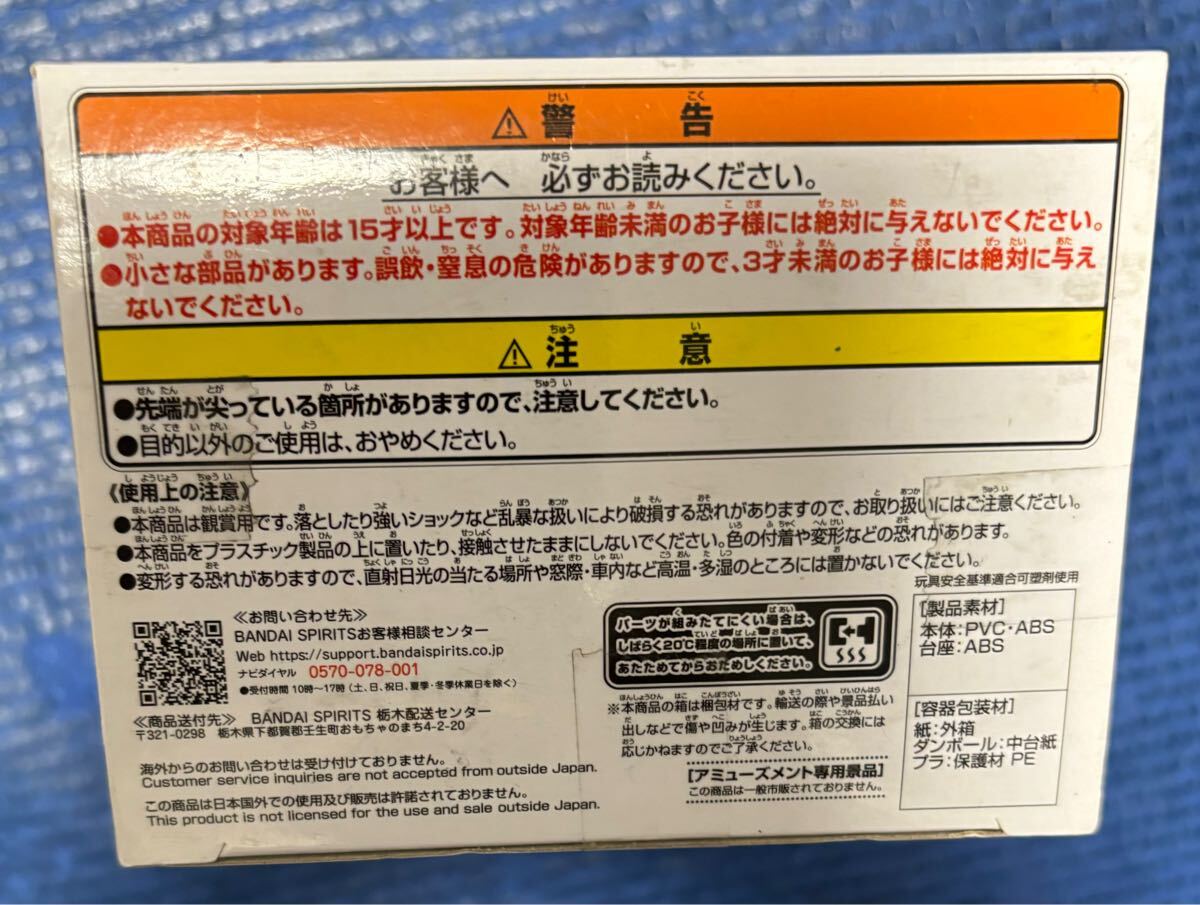 ⚠警告
お客様へ 必ずお読みください。
●本商品の対象年齢は15才以上です。対象年齢未満のお子様には絶対に与えないでください。
●小さな部品があります。誤飲・窒息の危険がありますので、3才未満のお子様には絶対に与え
ないでください。
⚠注意
●先端が尖っている箇所がありますので、注意してください。
●目的以外のご使用は、おやめください。
《使用上の注意》
●本商品は観賞用です。落としたり強いショックなど乱暴な扱いにより破損する恐れがありますので、お取り扱いにはご注意ください。
●本商品をプラスチック製品の上に置いたり、接触させたままにしないでください。色の付着や変形などの恐れがあります。
●変形する恐れがありますので、直射日光の当たる場所や窓際・車内など高温・多湿のところには置かないでください。
玩具安全基準適合可塑剤使用
≪お問い合わせ先≫
BANDAI SPIRITSお客様相談センター
Web https://support.bandaispirits.co.jp
ナビダイヤル 0570-078-001
●受付時間 10時〜17時(土、日、祝日、夏季・冬季休業日を除く)
≪商品送付先≫ BANDAI SPIRITS 栃木配送センター
〒321-0298 栃木県下都賀郡壬生町おもちゃのまち4-2-20
海外からのお問い合わせは受け付けておりません。
Customer service inquiries are not accepted from outside Japan.
この商品は日本国外での使用及び販売は許諾されておりません。
This product is not licensed for the use and sale outside Japan.
パーツが組みたてにくい場合は、
しばらく20℃程度の場所に置いて、
あたためてからおためしください。
※本商品の箱は梱包材です。輸送の際や景品払い
出しなどで傷や凹みが生じます。箱の交換には
応じかねますのでご了承ください。
[アミューズメント専用景品]
この商品は一般市販されておりません。
[製品素材]
本体:PVC・ABS
台座:ABS
[容器包装材]
紙:外箱
ダンボール:中台紙
プラ:保護材 PE